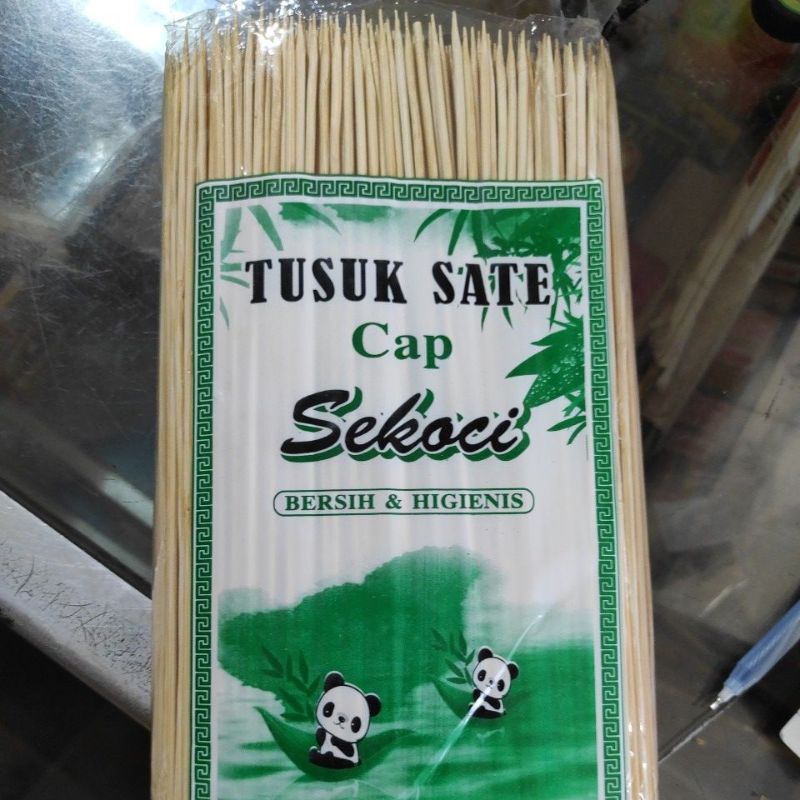 TUSUK SATE
Cap
Sekoci
BERSIH & HIGIENIS